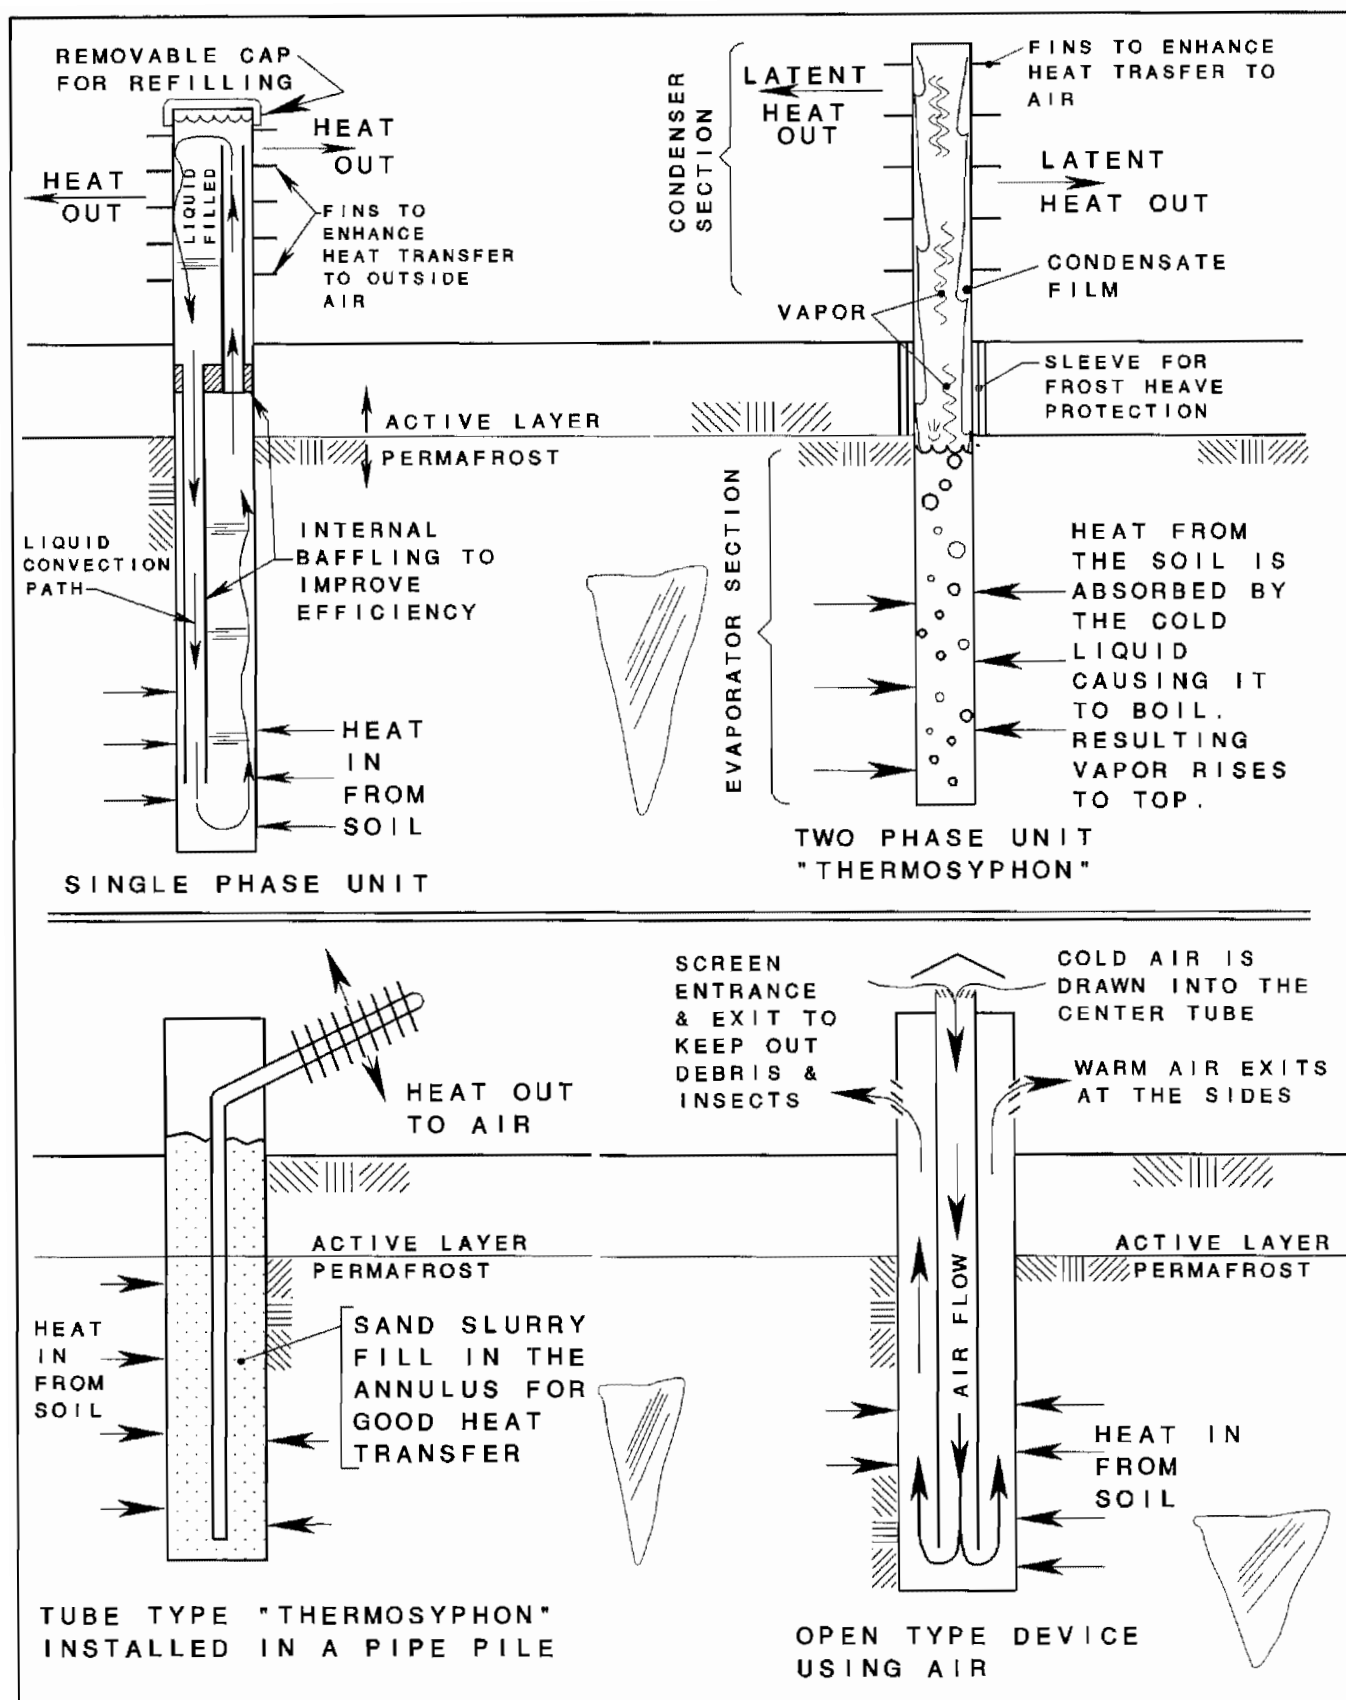 REMOVABLE CAP
FOR REFILLING
HEAT
OUT
HEAT
OUT
LIQUID
FILLED
FINS TO
ENHANCE
HEAT TRANSFER
TO OUTSIDE
AIR
ACTIVE LAYER
PERMAFROST
LIQUID
CONVECTION
PATH
INTERNAL
BAFFLING TO
IMPROVE
EFFICIENCY
HEAT
IN
FROM
SOIL
SINGLE PHASE UNIT
CONDENSER
SECTION
LATENT
HEAT
OUT
FINS TO ENHANCE
HEAT TRASFER TO
AIR
LATENT
HEAT OUT
CONDENSATE
FILM
VAPOR
SLEEVE FOR
FROST HEAVE
PROTECTION
EVAPORATOR SECTION
HEAT FROM
THE SOIL IS
ABSORBED BY
THE COLD
LIQUID
CAUSING IT
TO BOIL.
RESULTING
VAPOR RISES
TO TOP.
TWO PHASE UNIT
"THERMOSYPHON"
HEAT OUT
TO AIR
ACTIVE LAYER
PERMAFROST
HEAT
IN
FROM
SOIL
SAND SLURRY
FILL IN THE
ANNULUS FOR
GOOD HEAT
TRANSFER
TUBE TYPE "THERMOSYPHON"
INSTALLED IN A PIPE PILE
SCREEN
ENTRANCE
& EXIT TO
KEEP OUT
DEBRIS &
INSECTS
COLD AIR IS
DRAWN INTO THE
CENTER TUBE
WARM AIR EXITS
AT THE SIDES
ACTIVE LAYER
PERMAFROST
AIR FLOW
HEAT IN
FROM
SOIL
OPEN TYPE DEVICE
USING AIR